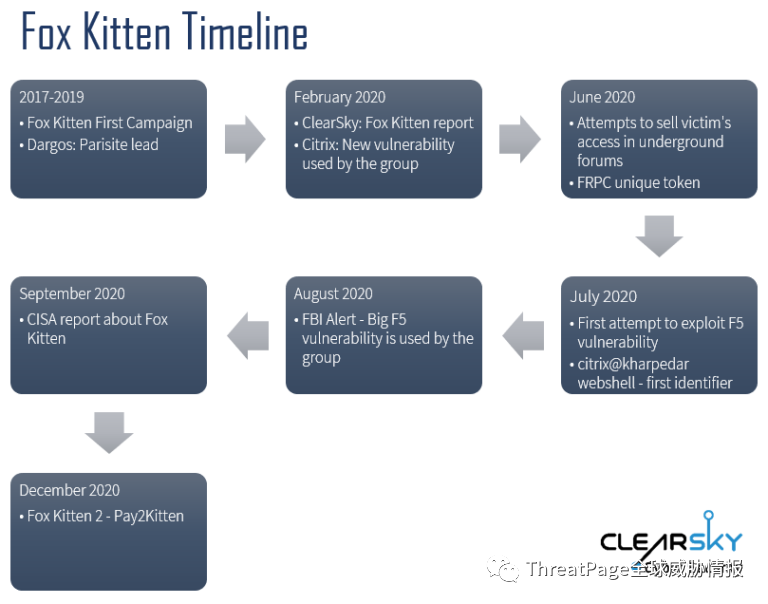 Fox Kitten Timeline
2017-2019
• Fox Kitten First Campaign
• Dargos: Parisite lead
February 2020
• ClearSky: Fox Kitten report
• Citrix: New vulnerability
used by the group
June 2020
• Attempts to sell victim's
access in underground
forums
• FRPC unique token
July 2020
• First attempt to exploit F5
vulnerability
• citrix@kharpedar
webshell - first identifier
August 2020
• FBI Alert - Big F5
vulnerability is used by the
group
September 2020
• CISA report about Fox
Kitten
December 2020
• Fox Kitten 2 - Pay2Kitten
CLEARSKY
ThreatPage全球威胁情报